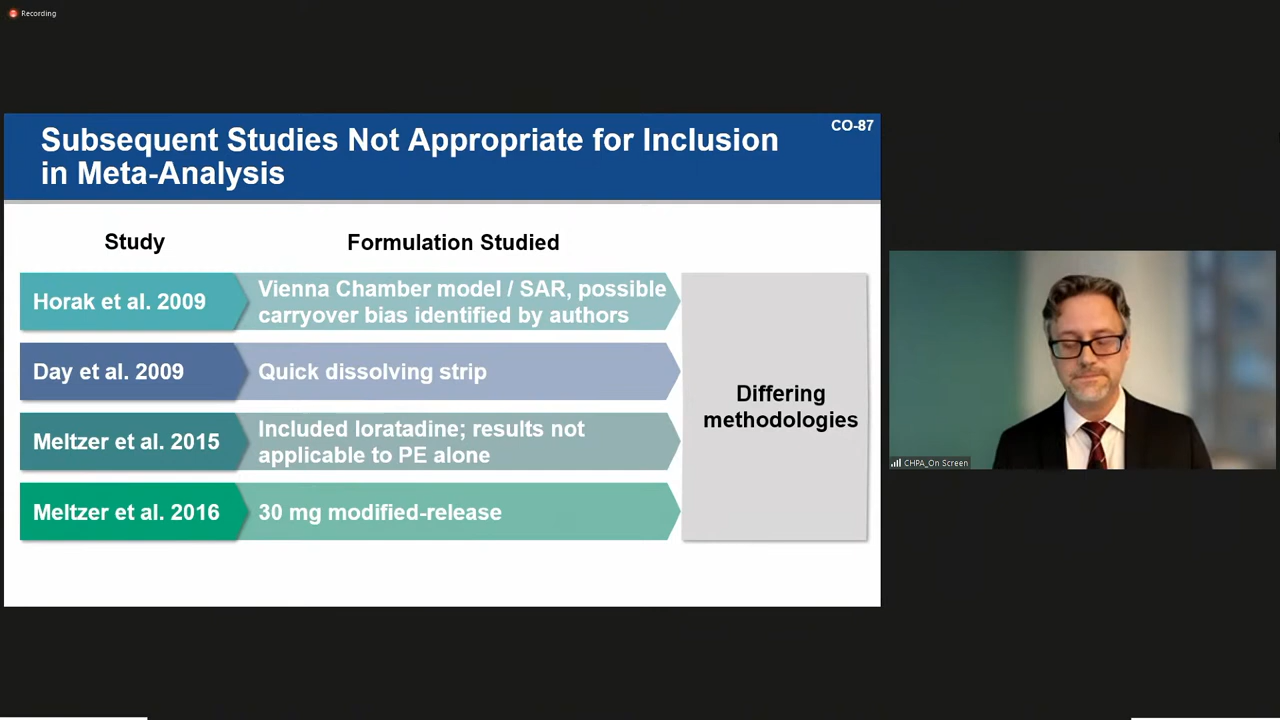 Recording
CO-87
Subsequent Studies Not Appropriate for Inclusion
in Meta-Analysis
Study
Formulation Studied
Horak et al. 2009
Vienna Chamber model / SAR, possible
carryover bias identified by authors
Day et al. 2009
Quick dissolving strip
Meltzer et al. 2015
Included loratadine; results not
applicable to PE alone
Meltzer et al. 2016
30 mg modified-release
Differing
methodologies
CHPA_On Screen